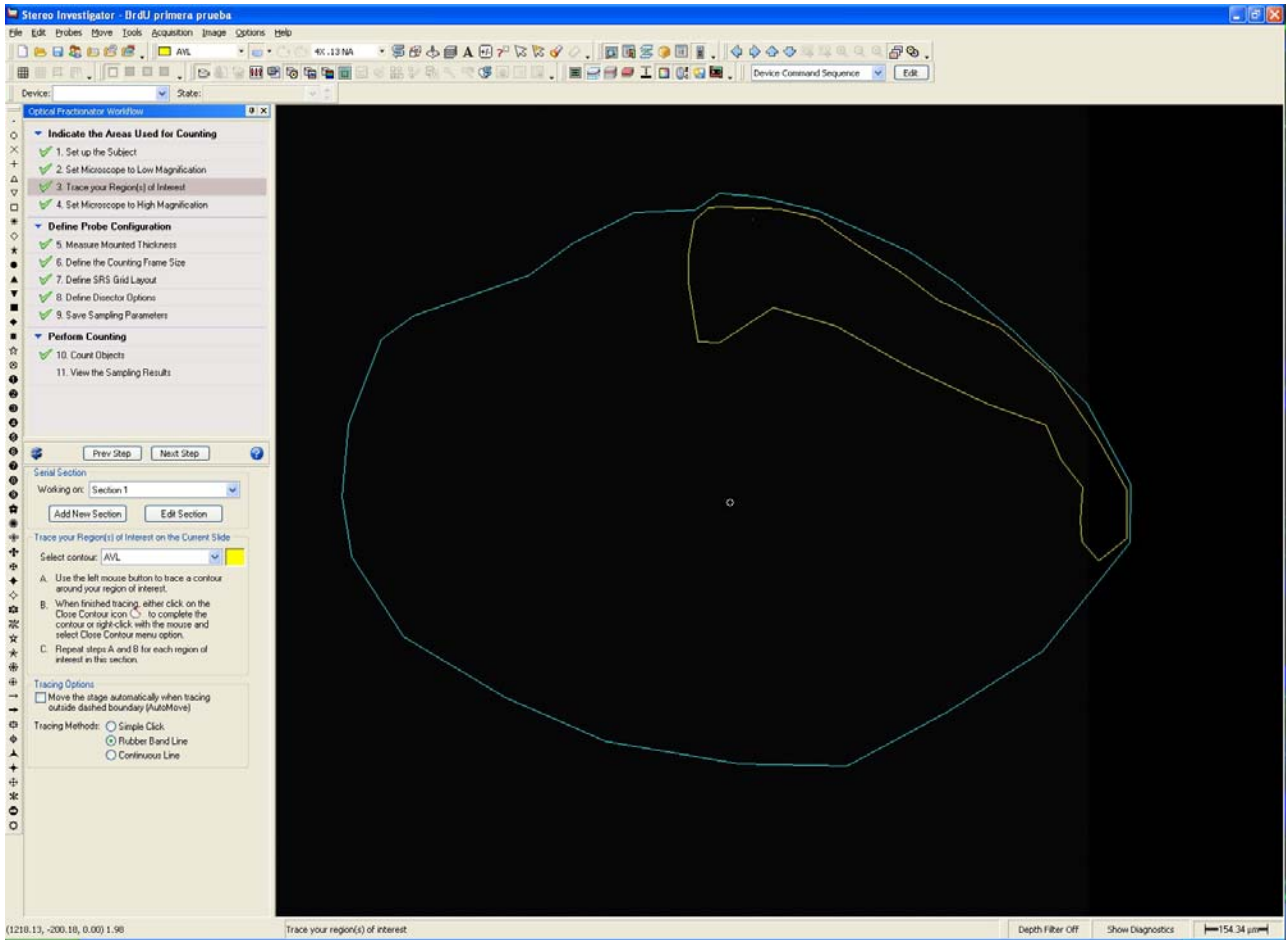 Stereo Investigator - BrdU primera prueba
File Edit Probes Move Tools Acquisition Image Options Help
AVL 4X .13 NA
Device Command Sequence Edit
Device: State:
Optical Fractionator Workflow
Indicate the Areas Used for Counting
1. Set up the Subject
2. Set Microscope to Low Magnification
3. Trace your Region(s) of Interest
4. Set Microscope to High Magnification
Define Probe Configuration
5. Measure Mounted Thickness
6. Define the Counting Frame Size
7. Define SRS Grid Layout
8. Define Disector Options
9. Save Sampling Parameters
Perform Counting
10. Count Objects
11. View the Sampling Results
Prev Step Next Step
Serial Section
Working on: Section 1
Add New Section Edit Section
Trace your Region(s) of Interest on the Current Slide
Select contour: AVL
A. Use the left mouse button to trace a contour
around your region of interest.
B. When finished tracing, either click on the
Close Contour icon to complete the
contour or right-click with the mouse and
select Close Contour menu option.
C. Repeat steps A and B for each region of
interest in this section.
Tracing Options
Move the stage automatically when tracing
outside dashed boundary (AutoMove)
Tracing Methods: Simple Click
Rubber Band Line
Continuous Line
(1218.13, -200.18, 0.00) 1.98 Trace your region(s) of interest Depth Filter Off Show Diagnostics 154.34 µm